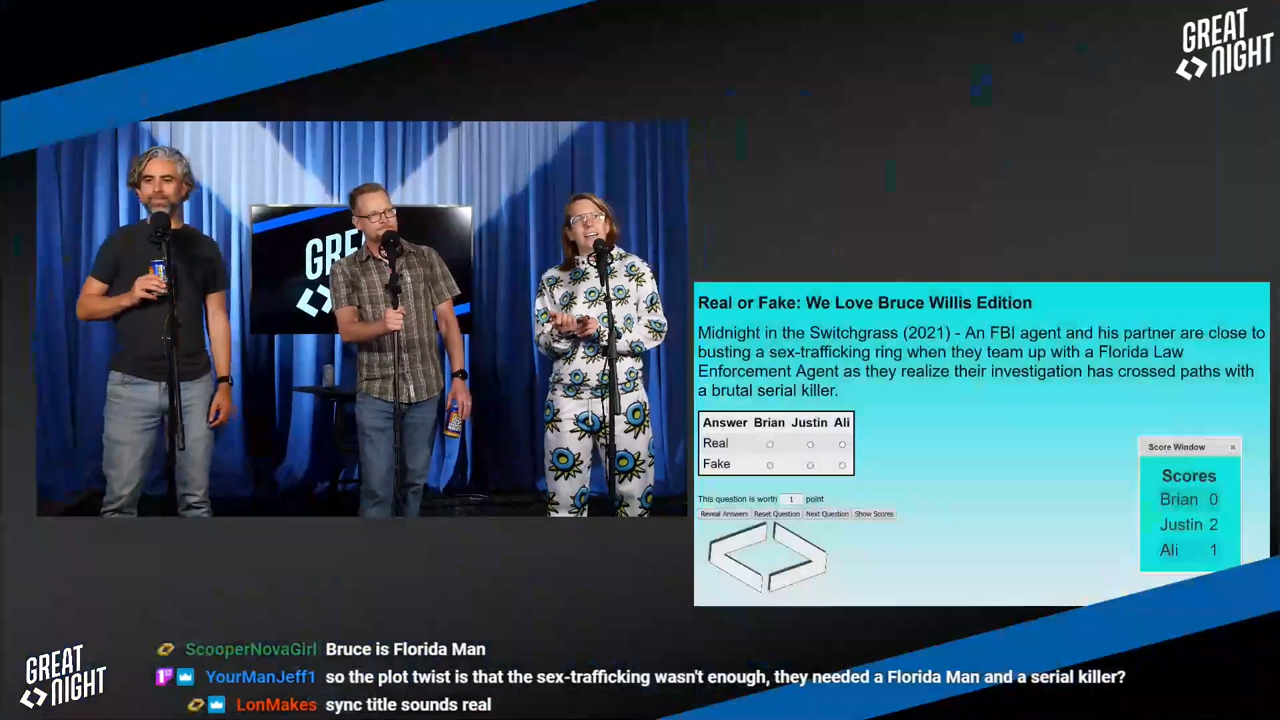 GREAT
NIGHT
GREAT
Real or Fake: We Love Bruce Willis Edition
Midnight in the Switchgrass (2021) - An FBI agent and his partner are close to
busting a sex-trafficking ring when they team up with a Florida Law
Enforcement Agent as they realize their investigation has crossed paths with
a brutal serial killer.
Answer Brian Justin Ali
Real
Fake
This question is worth 1 point
Reveal Answers Reset Question Next Question Show Scores
Score Window ×
Scores
Brian 0
Justin 2
Ali 1
GREAT
NIGHT
ScooperNovaGirl Bruce is Florida Man
YourManJeff1 so the plot twist is that the sex-trafficking wasn't enough, they needed a Florida Man and a serial killer?
LonMakes sync title sounds real